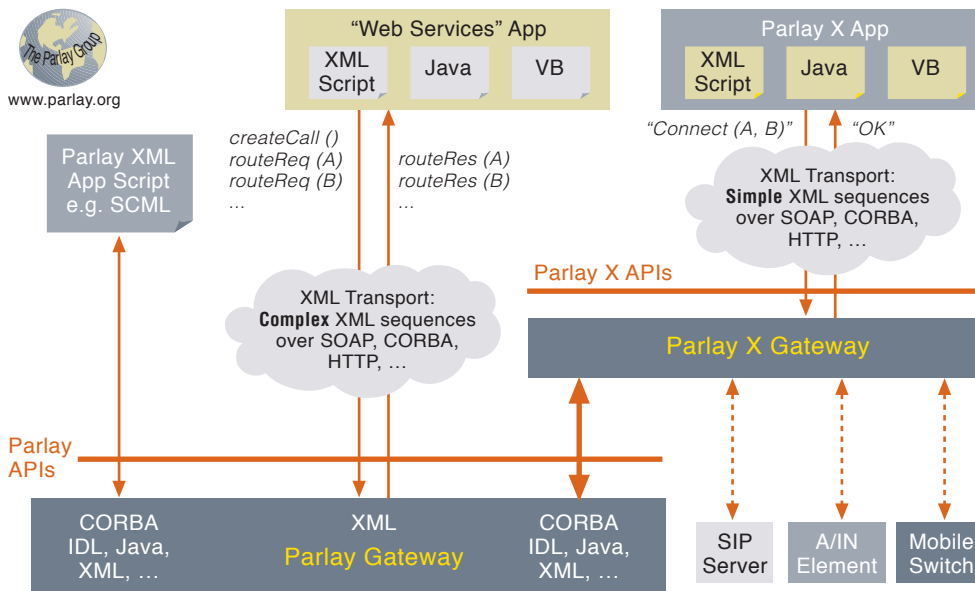 The Parlay Group
www.parlay.org
Parlay XML
App Script
e.g. SCML
“Web Services” App
XML
Script
Java
VB
createCall ()
routeReq (A)
routeReq (B)
...
routeRes (A)
routeRes (B)
...
XML Transport:
Complex XML sequences
over SOAP, CORBA,
HTTP, …
Parlay X App
XML
Script
Java
VB
“Connect (A, B)”
“OK”
XML Transport:
Simple XML sequences
over SOAP, CORBA,
HTTP, …
Parlay X APIs
Parlay X Gateway
Parlay
APIs
CORBA
IDL, Java,
XML, …
XML
Parlay Gateway
CORBA
IDL, Java,
XML, …
SIP
Server
A/IN
Element
Mobile
Switch